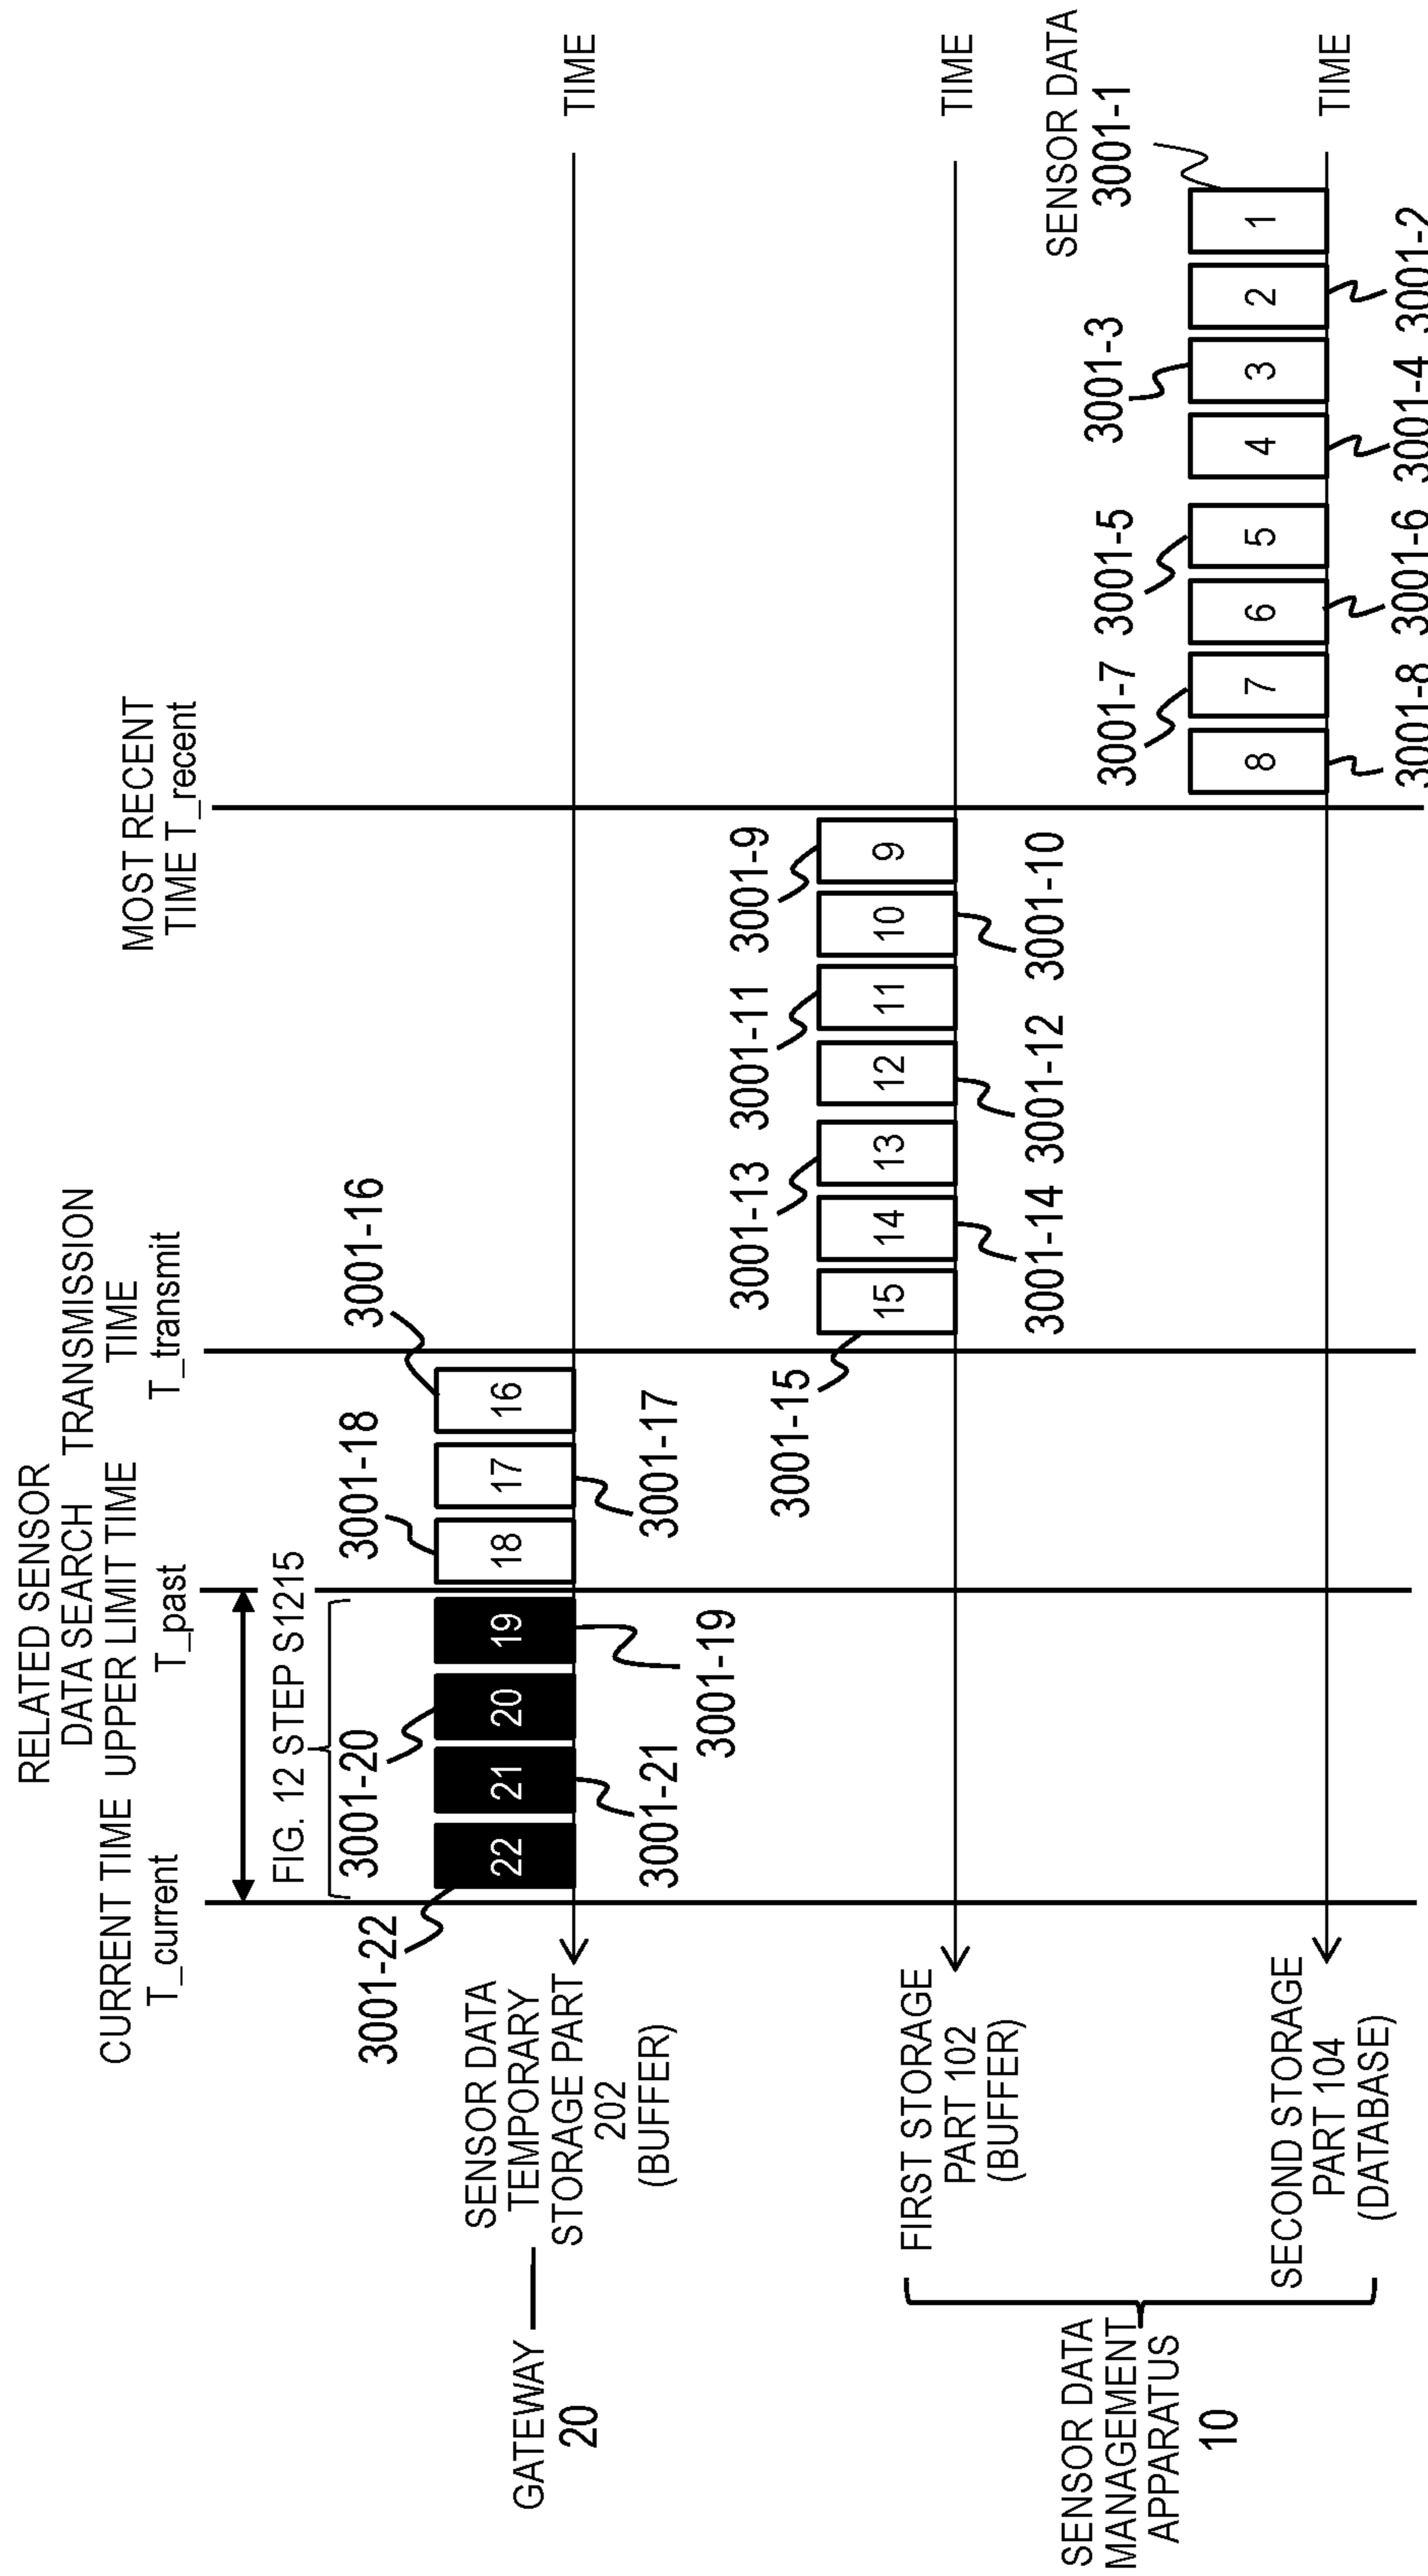 RELATED SENSOR
DATA SEARCH
UPPER LIMIT TIME
T_past
CURRENT TIME
T_current
TRANSMISSION
TIME
T_transmit
MOST RECENT
TIME T_recent
FIG. 12 STEP S1215
3001-22
3001-20
3001-18
3001-16
22
21
20
19
18
17
16
3001-21
3001-19
3001-17
GATEWAY
20
SENSOR DATA
TEMPORARY
STORAGE PART
202
(BUFFER)
TIME
3001-15
3001-13
3001-11
3001-9
15
14
13
12
11
10
9
3001-14
3001-12
3001-10
FIRST STORAGE
PART 102
(BUFFER)
TIME
SENSOR DATA
3001-1
3001-7
3001-5
3001-3
8
7
6
5
4
3
2
1
3001-8
3001-6
3001-4
3001-2
SECOND STORAGE
PART 104
(DATABASE)
TIME
SENSOR DATA
MANAGEMENT
APPARATUS
10